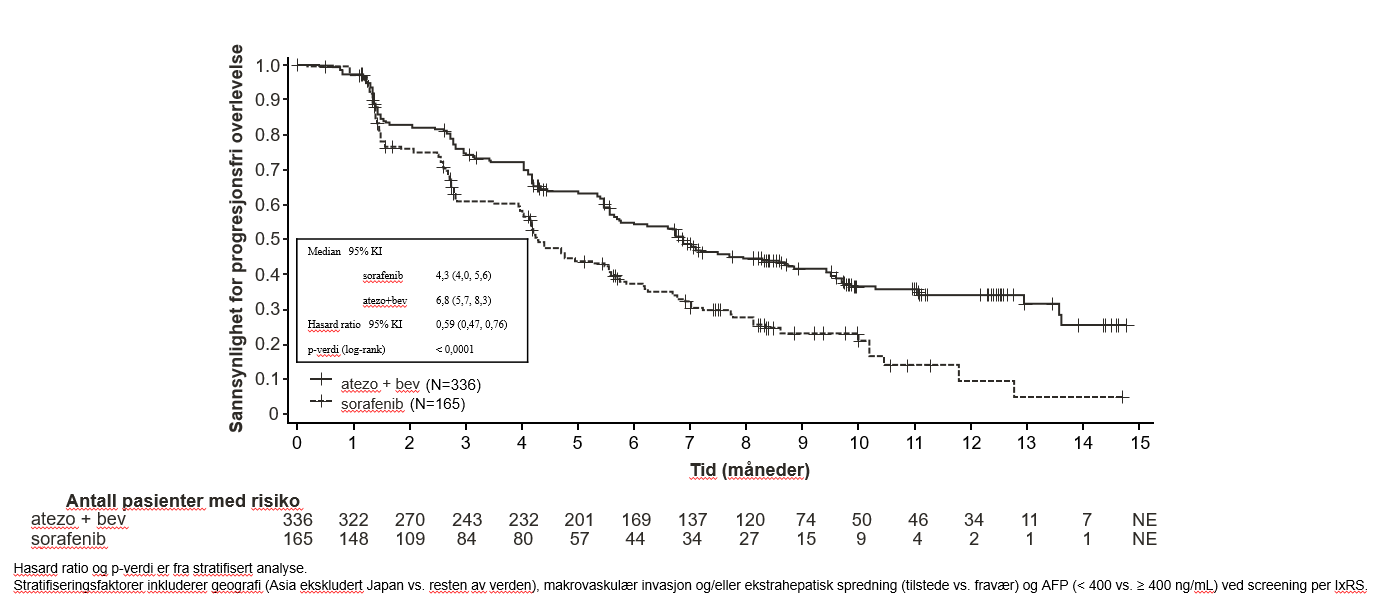 Sannsynlighet for progresjonsfri overlevelse
1.0
0.9
0.8
0.7
0.6
0.5
0.4
0.3
0.2
0.1
0
Median 95% KI
sorafenib 4,3 (4,0, 5,6)
atezo+bev 6,8 (5,7, 8,3)
Hasard ratio 95% KI 0,59 (0,47, 0,76)
p-verdi (log-rank) < 0,0001
atezo + bev (N=336)
sorafenib (N=165)
0 1 2 3 4 5 6 7 8 9 10 11 12 13 14 15
Tid (måneder)
Antall pasienter med risiko
atezo + bev 336 322 270 243 232 201 169 137 120 74 50 46 34 11 7 NE
sorafenib 165 148 109 84 80 57 44 34 27 15 9 4 2 1 1 NE
Hasard ratio og p-verdi er fra stratifisert analyse.
Stratifiseringsfaktorer inkluderer geografi (Asia ekskludert Japan vs. resten av verden), makrovaskulær invasjon og/eller ekstrahepatisk spredning (tilstede vs. fravær) og AFP (< 400 vs. ≥ 400 ng/mL) ved screening per IxRS.